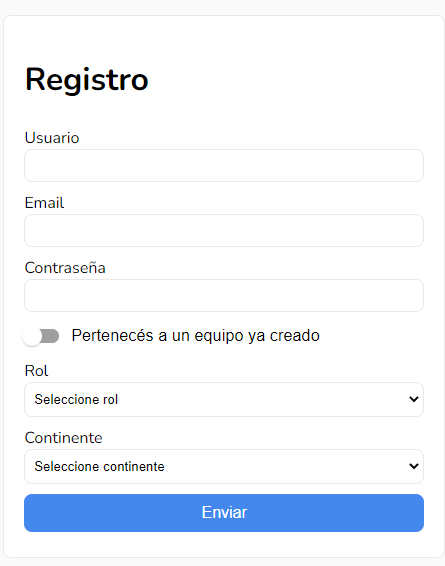 Registro
Usuario
Email
Contraseña
Pertenecés a un equipo ya creado
Rol
Seleccione rol
Continente
Seleccione continente
Enviar